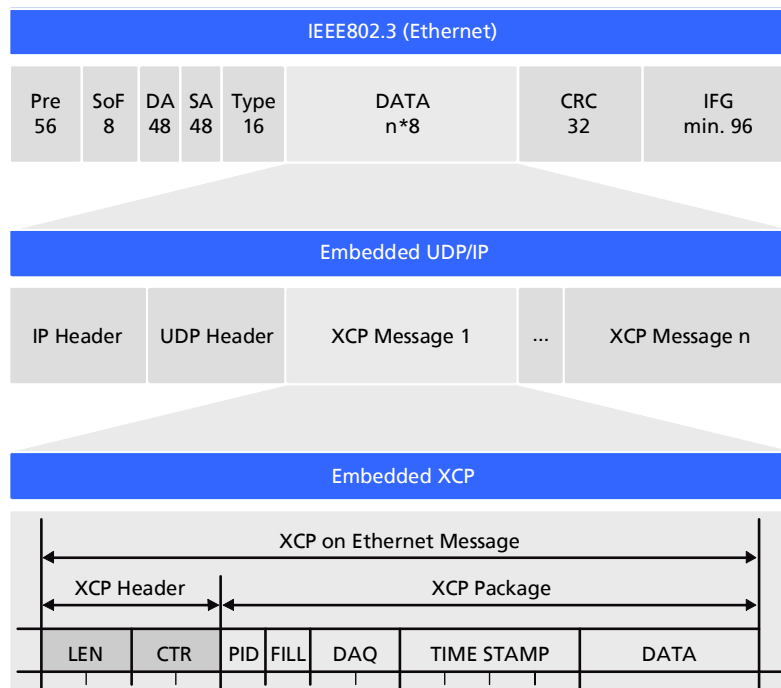 IEEE802.3 (Ethernet)
Pre SoF DA SA Type DATA CRC IFG
56 8 48 48 16 n*8 32 min. 96
Embedded UDP/IP
IP Header UDP Header XCP Message 1 ... XCP Message n
Embedded XCP
XCP on Ethernet Message
XCP Header XCP Package
LEN CTR PID FILL DAQ TIME STAMP DATA